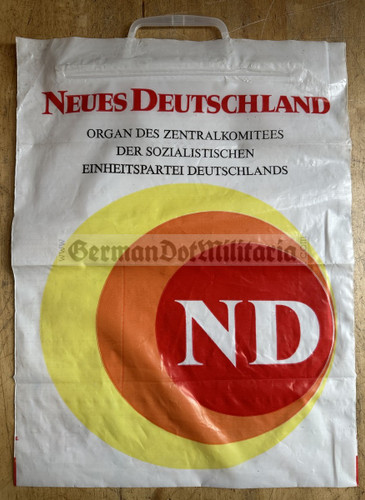 NEUES DEUTSCHLAND
ORGAN DES ZENTRALKOMITEES
DER SOZIALISTISCHEN
EINHEITSPARTEI DEUTSCHLANDS
GermanDotMilitaria
ND